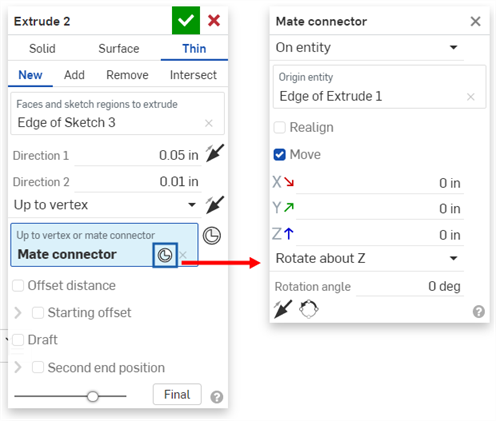 Extrude 2
Solid Surface Thin
New Add Remove Intersect
Faces and sketch regions to extrude
Edge of Sketch 3
Direction 1 0.05 in
Direction 2 0.01 in
Up to vertex
Up to vertex or mate connector
Mate connector
Offset distance
Starting offset
Draft
Second end position
Final
Mate connector
On entity
Origin entity
Edge of Extrude 1
Realign
Move
X 0 in
Y 0 in
Z 0 in
Rotate about Z
Rotation angle 0 deg